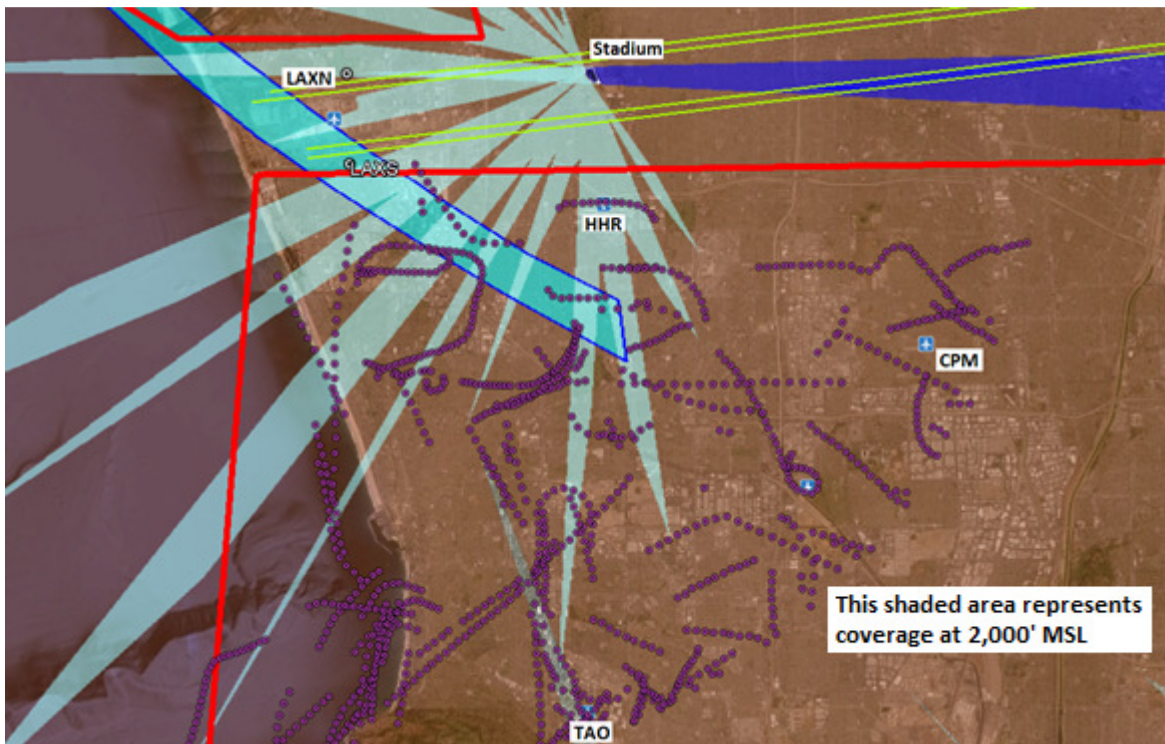 Stadium
LAXN
LAXS
HHR
CPM
This shaded area represents
coverage at 2,000' MSL
TAO